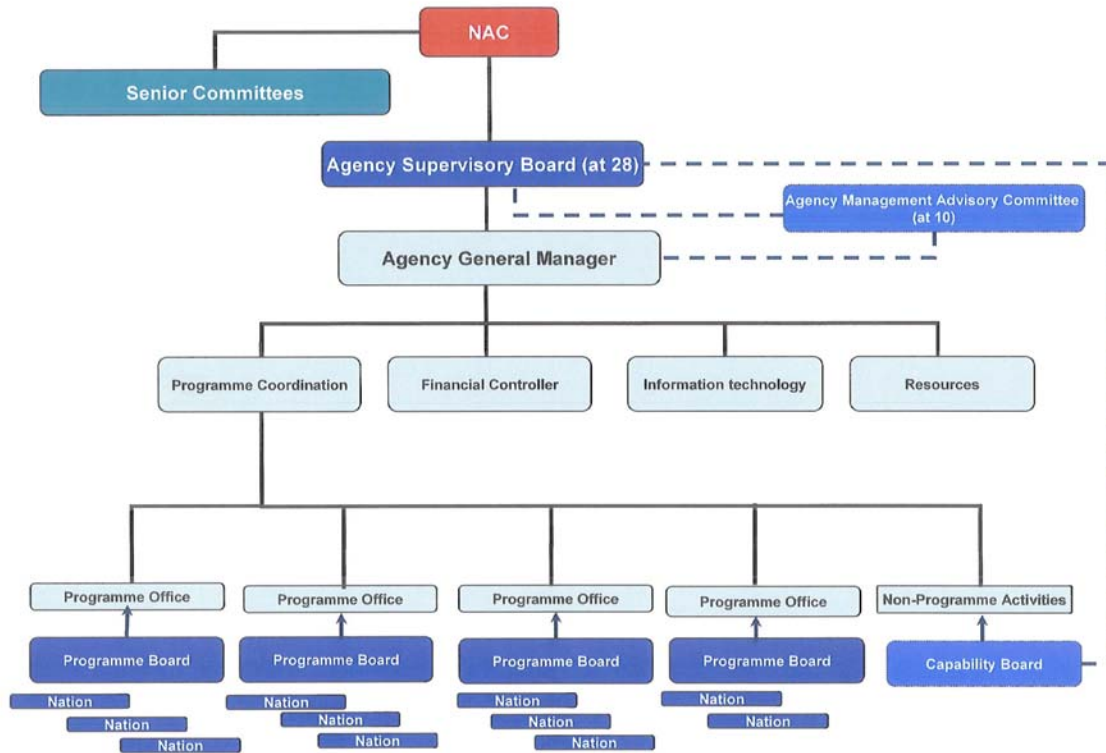 NAC
Senior Committees
Agency Supervisory Board (at 28)
Agency Management Advisory Committee
(at 10)
Agency General Manager
Programme Coordination
Financial Controller
Information technology
Resources
Programme Office
Programme Office
Programme Office
Programme Office
Non-Programme Activities
Programme Board
Programme Board
Programme Board
Programme Board
Capability Board
Nation
Nation
Nation
Nation
Nation
Nation
Nation
Nation
Nation
Nation
Nation